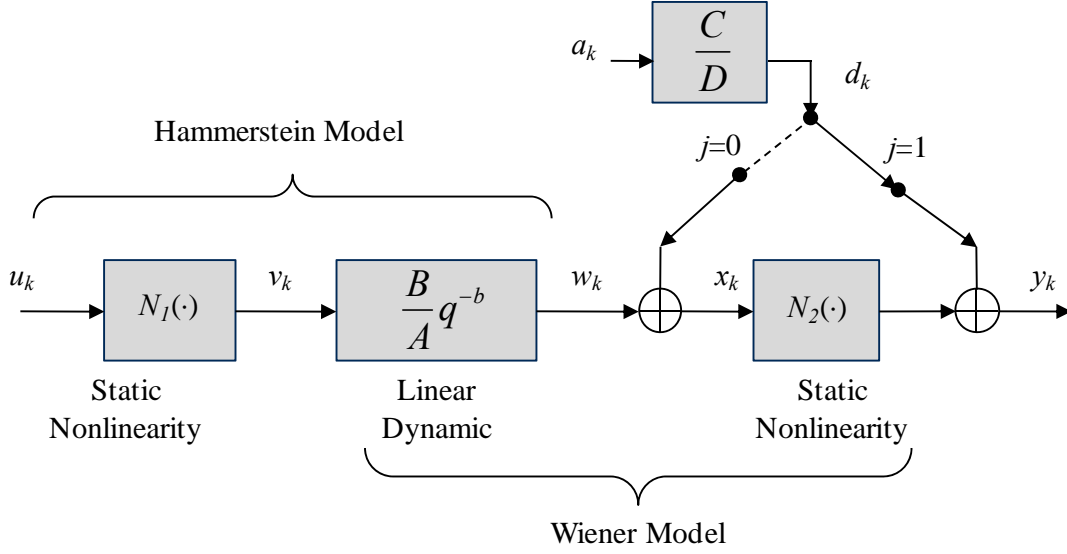 a_k
C
D
d_k
Hammerstein Model
j=0
j=1
u_k
N_1(·)
v_k
B
A
q^{-b}
w_k
x_k
N_2(·)
y_k
Static
Nonlinearity
Linear
Dynamic
Static
Nonlinearity
Wiener Model